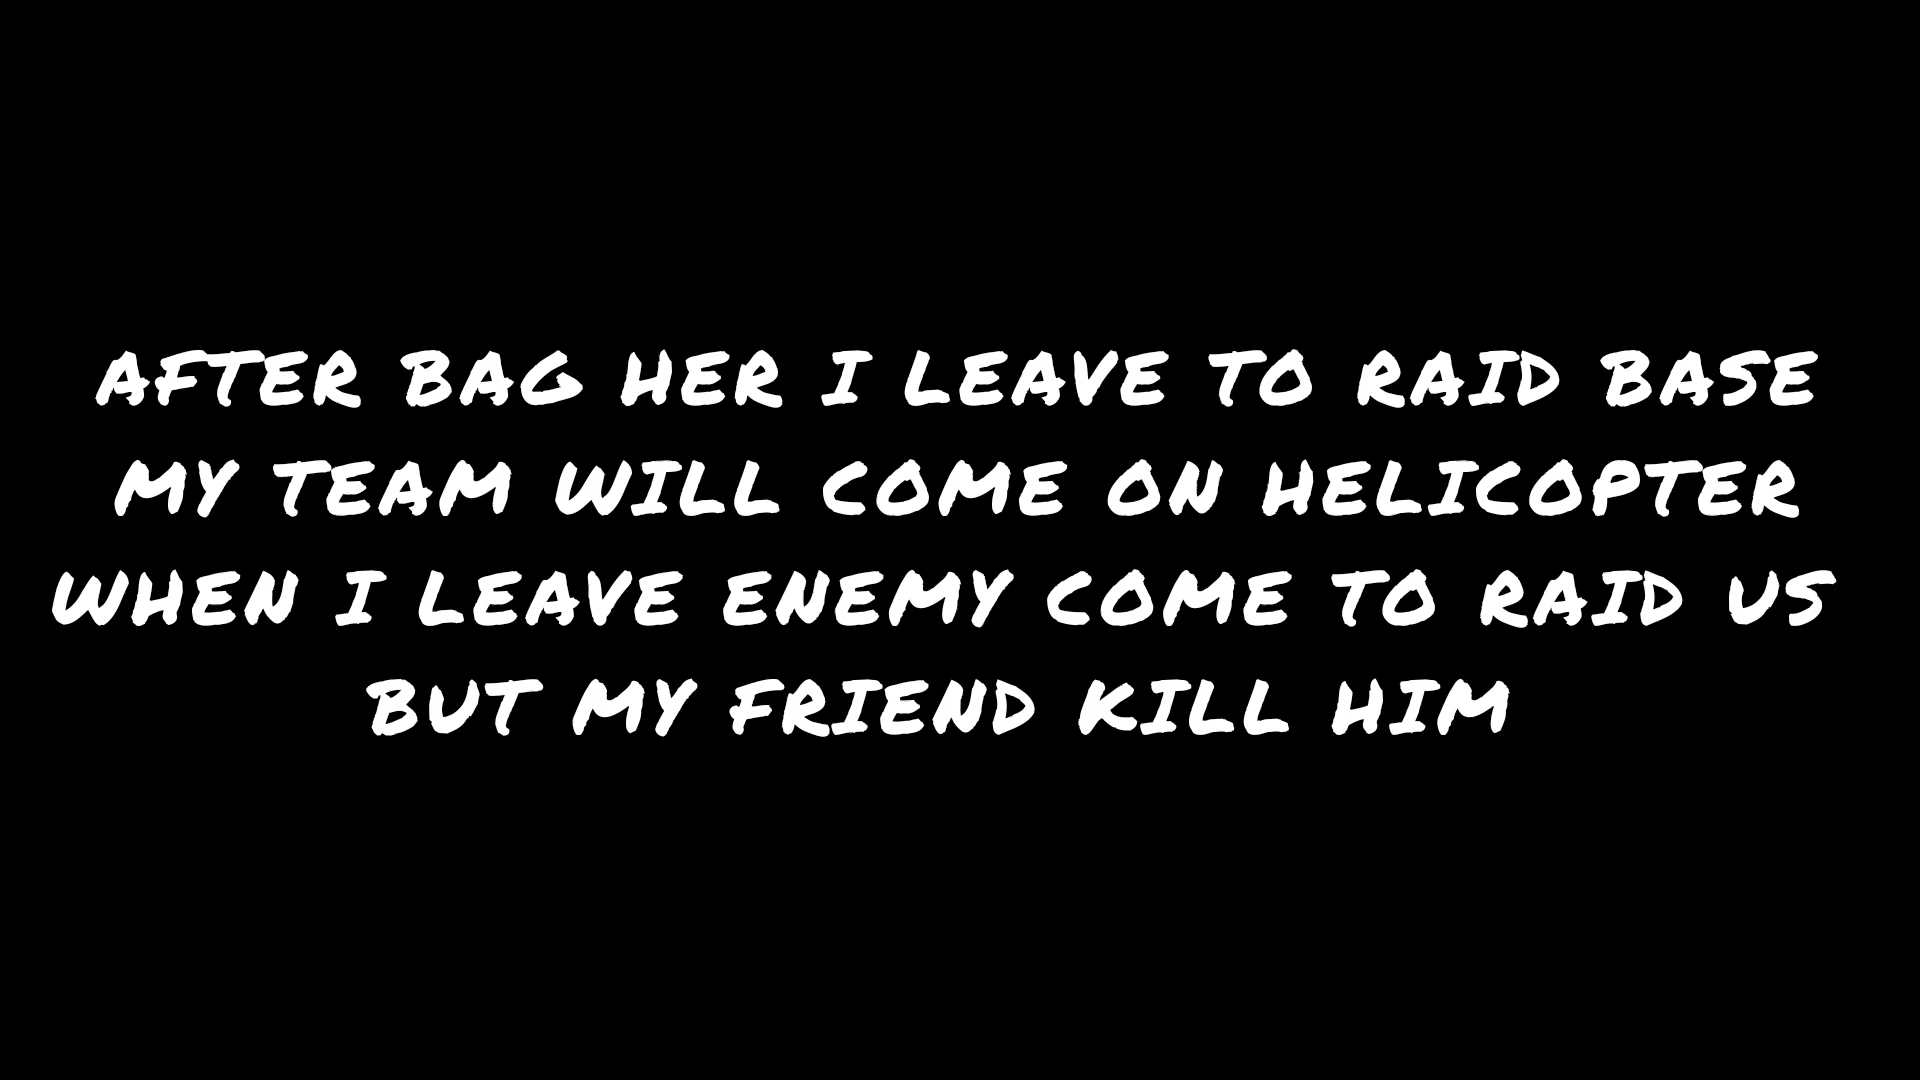 AFTER BAG HER I LEAVE TO RAID BASE
MY TEAM WILL COME ON HELICOPTER
WHEN I LEAVE ENEMY COME TO RAID US
BUT MY FRIEND KILL HIM